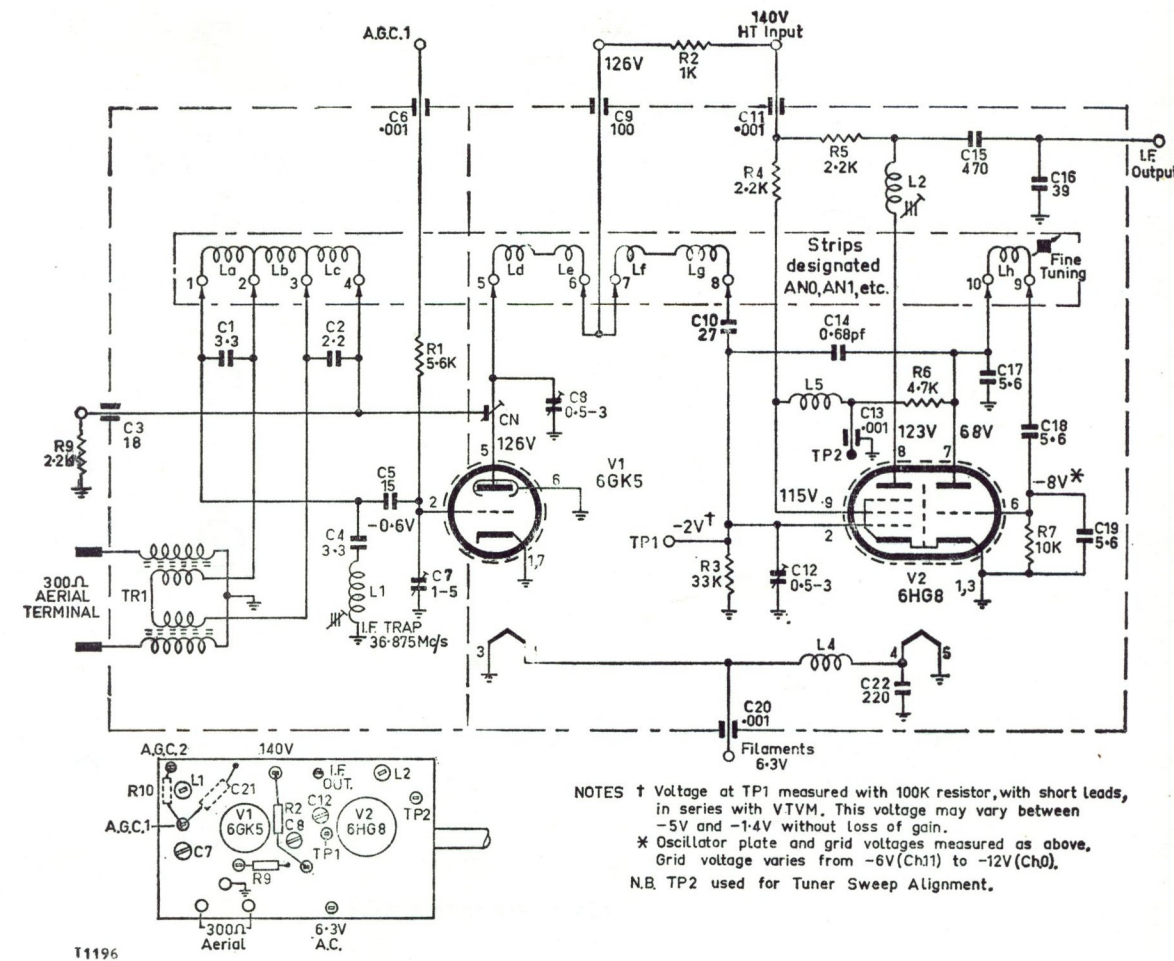 140V
HT Input
A.G.C.1
126V
R2
1K
C6
·001
C9
100
C11
·001
R5
2·2K
C15
470
I.F.
Output
R4
2·2K
L2
C16
39
La
Lb
Lc
Ld
Le
Lf
Lg
Strips
designated
AN0,AN1,etc.
Lh
Fine
Tuning
1
2
3
4
5
6
7
8
10
9
C1
3·3
C2
2·2
R1
5·6K
C10
27
C14
0·68pf
C17
5·6
R6
4·7K
L5
C8
0·5-3
CN
C3
18
R9
2·2K
C13
·001
TP2
123V
68V
C18
5·6
5
126V
V1
6GK5
6
8
7
-8V *
C5
15
2
-0·6V
115V
9
6
C4
3·3
-2V †
TP1
2
R7
10K
C19
5·6
300Ω
AERIAL
TERMINAL
TR1
L1
C7
1-5
1,7
R3
33K
C12
0·5-3
V2
6HG8
1,3
I.F. TRAP
36·875Mc/s
3
L4
4
5
C22
220
C20
·001
Filaments
6·3V
A.G.C.2
140V
R10
L1
C21
I.F.
OUT.
L2
V1
6GK5
R2
C12
C8
V2
6HG8
TP2
A.G.C.1
TP1
C7
R9
300Ω
Aerial
6·3V
A.C.
NOTES † Voltage at TP1 measured with 100K resistor, with short leads,
in series with VTVM. This voltage may vary between
-5V and -1·4V without loss of gain.
* Oscillator plate and grid voltages measured as above.
Grid voltage varies from -6V (Ch.11) to -12V (Ch.0).
N.B. TP2 used for Tuner Sweep Alignment.
T1196